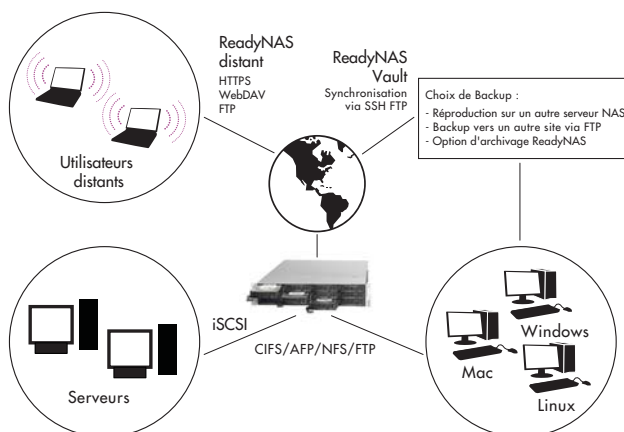 ReadyNAS
distant
HTTPS
WebDAV
FTP
ReadyNAS
Vault
Synchronisation
via SSH FTP
Choix de Backup :
- Réproduction sur un autre serveur NAS
- Backup vers un autre site via FTP
- Option d'archivage ReadyNAS
Utilisateurs
distants
iSCSI
CIFS/AFP/NFS/FTP
Serveurs
Windows
Mac
Linux